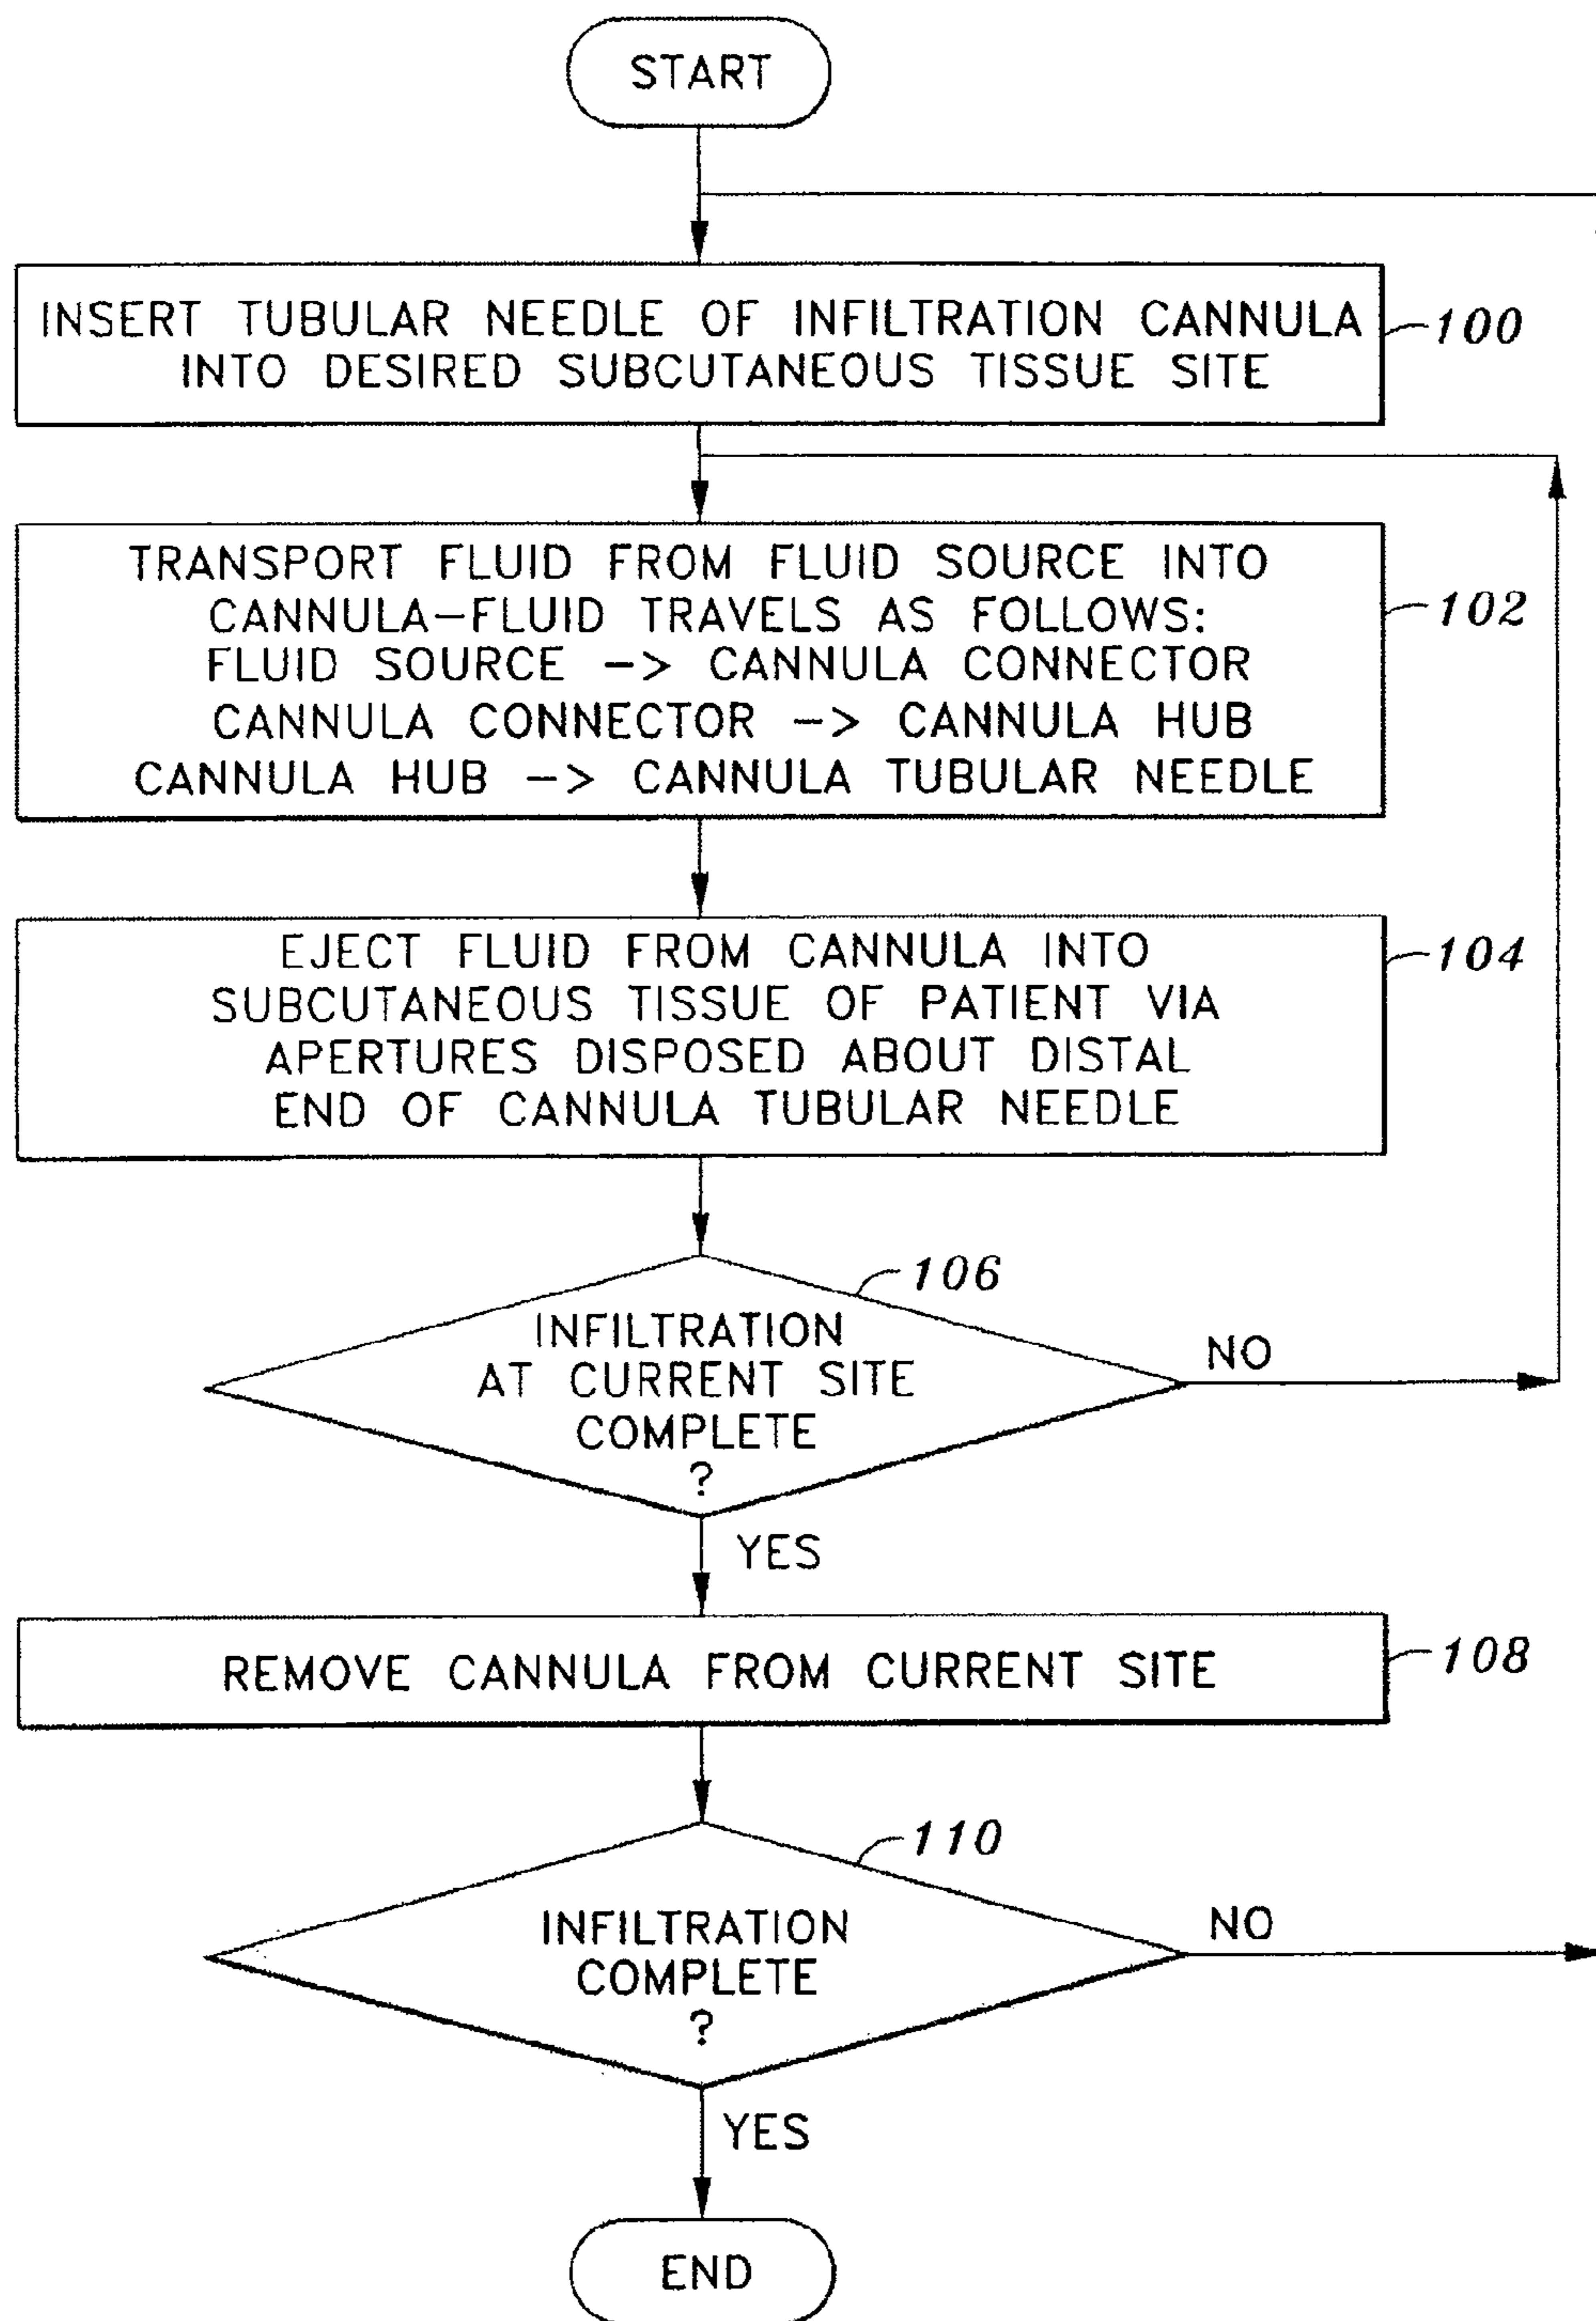 START
INSERT TUBULAR NEEDLE OF INFILTRATION CANNULA
INTO DESIRED SUBCUTANEOUS TISSUE SITE
100
TRANSPORT FLUID FROM FLUID SOURCE INTO
CANNULA-FLUID TRAVELS AS FOLLOWS:
FLUID SOURCE -> CANNULA CONNECTOR
CANNULA CONNECTOR -> CANNULA HUB
CANNULA HUB -> CANNULA TUBULAR NEEDLE
102
EJECT FLUID FROM CANNULA INTO
SUBCUTANEOUS TISSUE OF PATIENT VIA
APERTURES DISPOSED ABOUT DISTAL
END OF CANNULA TUBULAR NEEDLE
104
106
INFILTRATION
AT CURRENT SITE
COMPLETE
?
NO
YES
REMOVE CANNULA FROM CURRENT SITE
108
110
INFILTRATION
COMPLETE
?
NO
YES
END